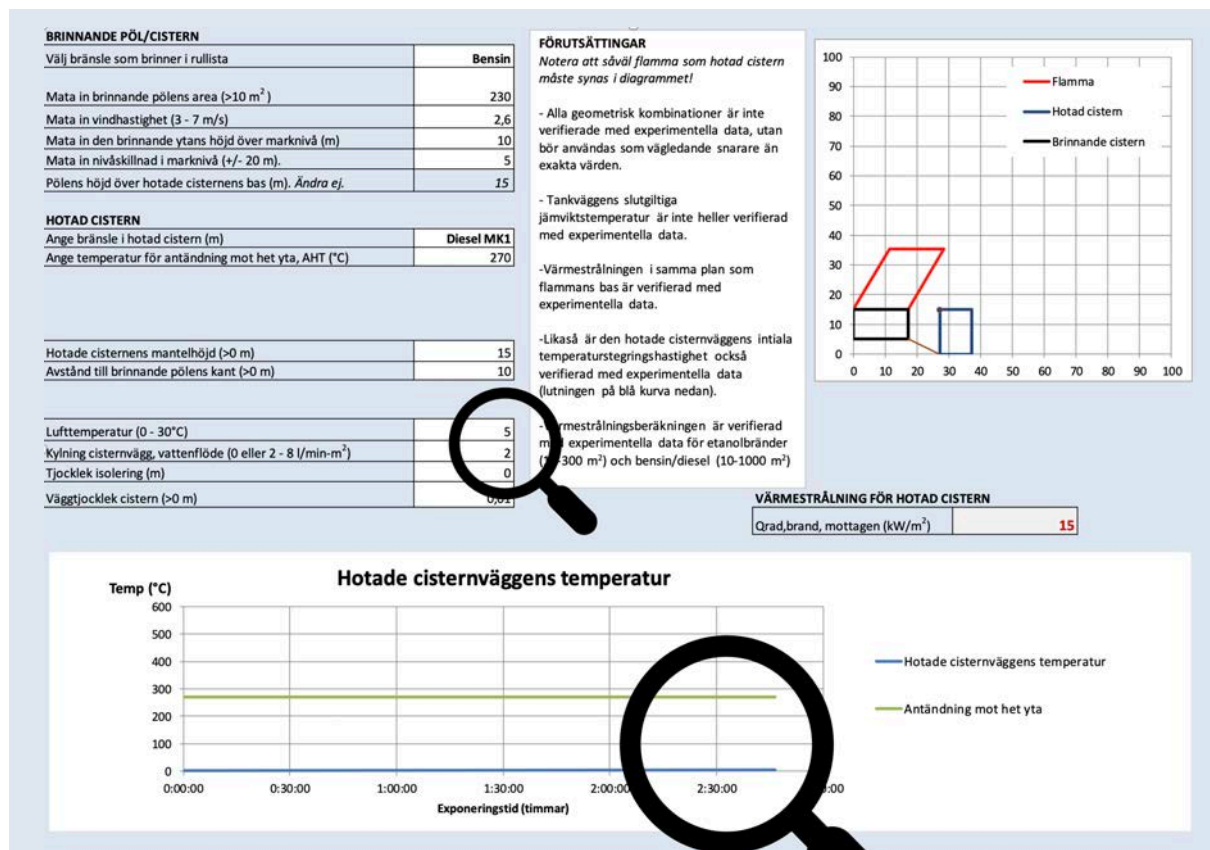 BRINNANDE PÖL/CISTERN
Välj bränsle som brinner i rullista Bensin
Mata in brinnande pölens area (>10 m²) 230
Mata in vindhastighet (3 - 7 m/s) 2,6
Mata in den brinnande ytans höjd över marknivå (m) 10
Mata in nivåskillnad i marknivå (+/- 20 m). 5
Pölens höjd över hotade cisternens bas (m). Ändra ej. 15
HOTAD CISTERN
Ange bränsle i hotad cistern (m) Diesel MK1
Ange temperatur för antändning mot het yta, AHT (°C) 270
Hotade cisternens mantelhöjd (>0 m) 15
Avstånd till brinnande pölens kant (>0 m) 10
Lufttemperatur (0 - 30°C) 5
Kylning cisternvägg, vattenflöde (0 eller 2 - 8 l/min-m²) 2
Tjocklek isolering (m) 0
Väggtjocklek cistern (>0 m)
FÖRUTSÄTTINGAR
Notera att såväl flamma som hotad cistern
måste synas i diagrammet!
- Alla geometrisk kombinationer är inte
verifierade med experimentella data, utan
bör användas som vägledande snarare än
exakta värden.
- Tankväggens slutgiltiga
jämviktstemperatur är inte heller verifierad
med experimentella data.
-Värmestrålningen i samma plan som
flammans bas är verifierad med
experimentella data.
-Likaså är den hotade cisternväggens intiala
temperaturstegringshastighet också
verifierad med experimentella data
(lutningen på blå kurva nedan).
är verifierad
experimentella data för etanolbränder
300 m²) och bensin/diesel (10-1000 m²)
100
90
80
70
60
50
40
30
20
10
0
0 10 20 30 40 50 60 70 80 90 100
Flamma
Hotad cistern
Brinnande cistern
VÄRMESTRÅLNING FÖR HOTAD CISTERN
Qrad,brand, mottagen (kW/m²) 15
Hotade cisternväggens temperatur
Temp (°C)
600
500
400
300
200
100
0
0:00:00 0:30:00 1:00:00 1:30:00 2:30:00
Exponeringstid (timmar)
Hotade cisternväggens temperatur
Antändning mot het yta